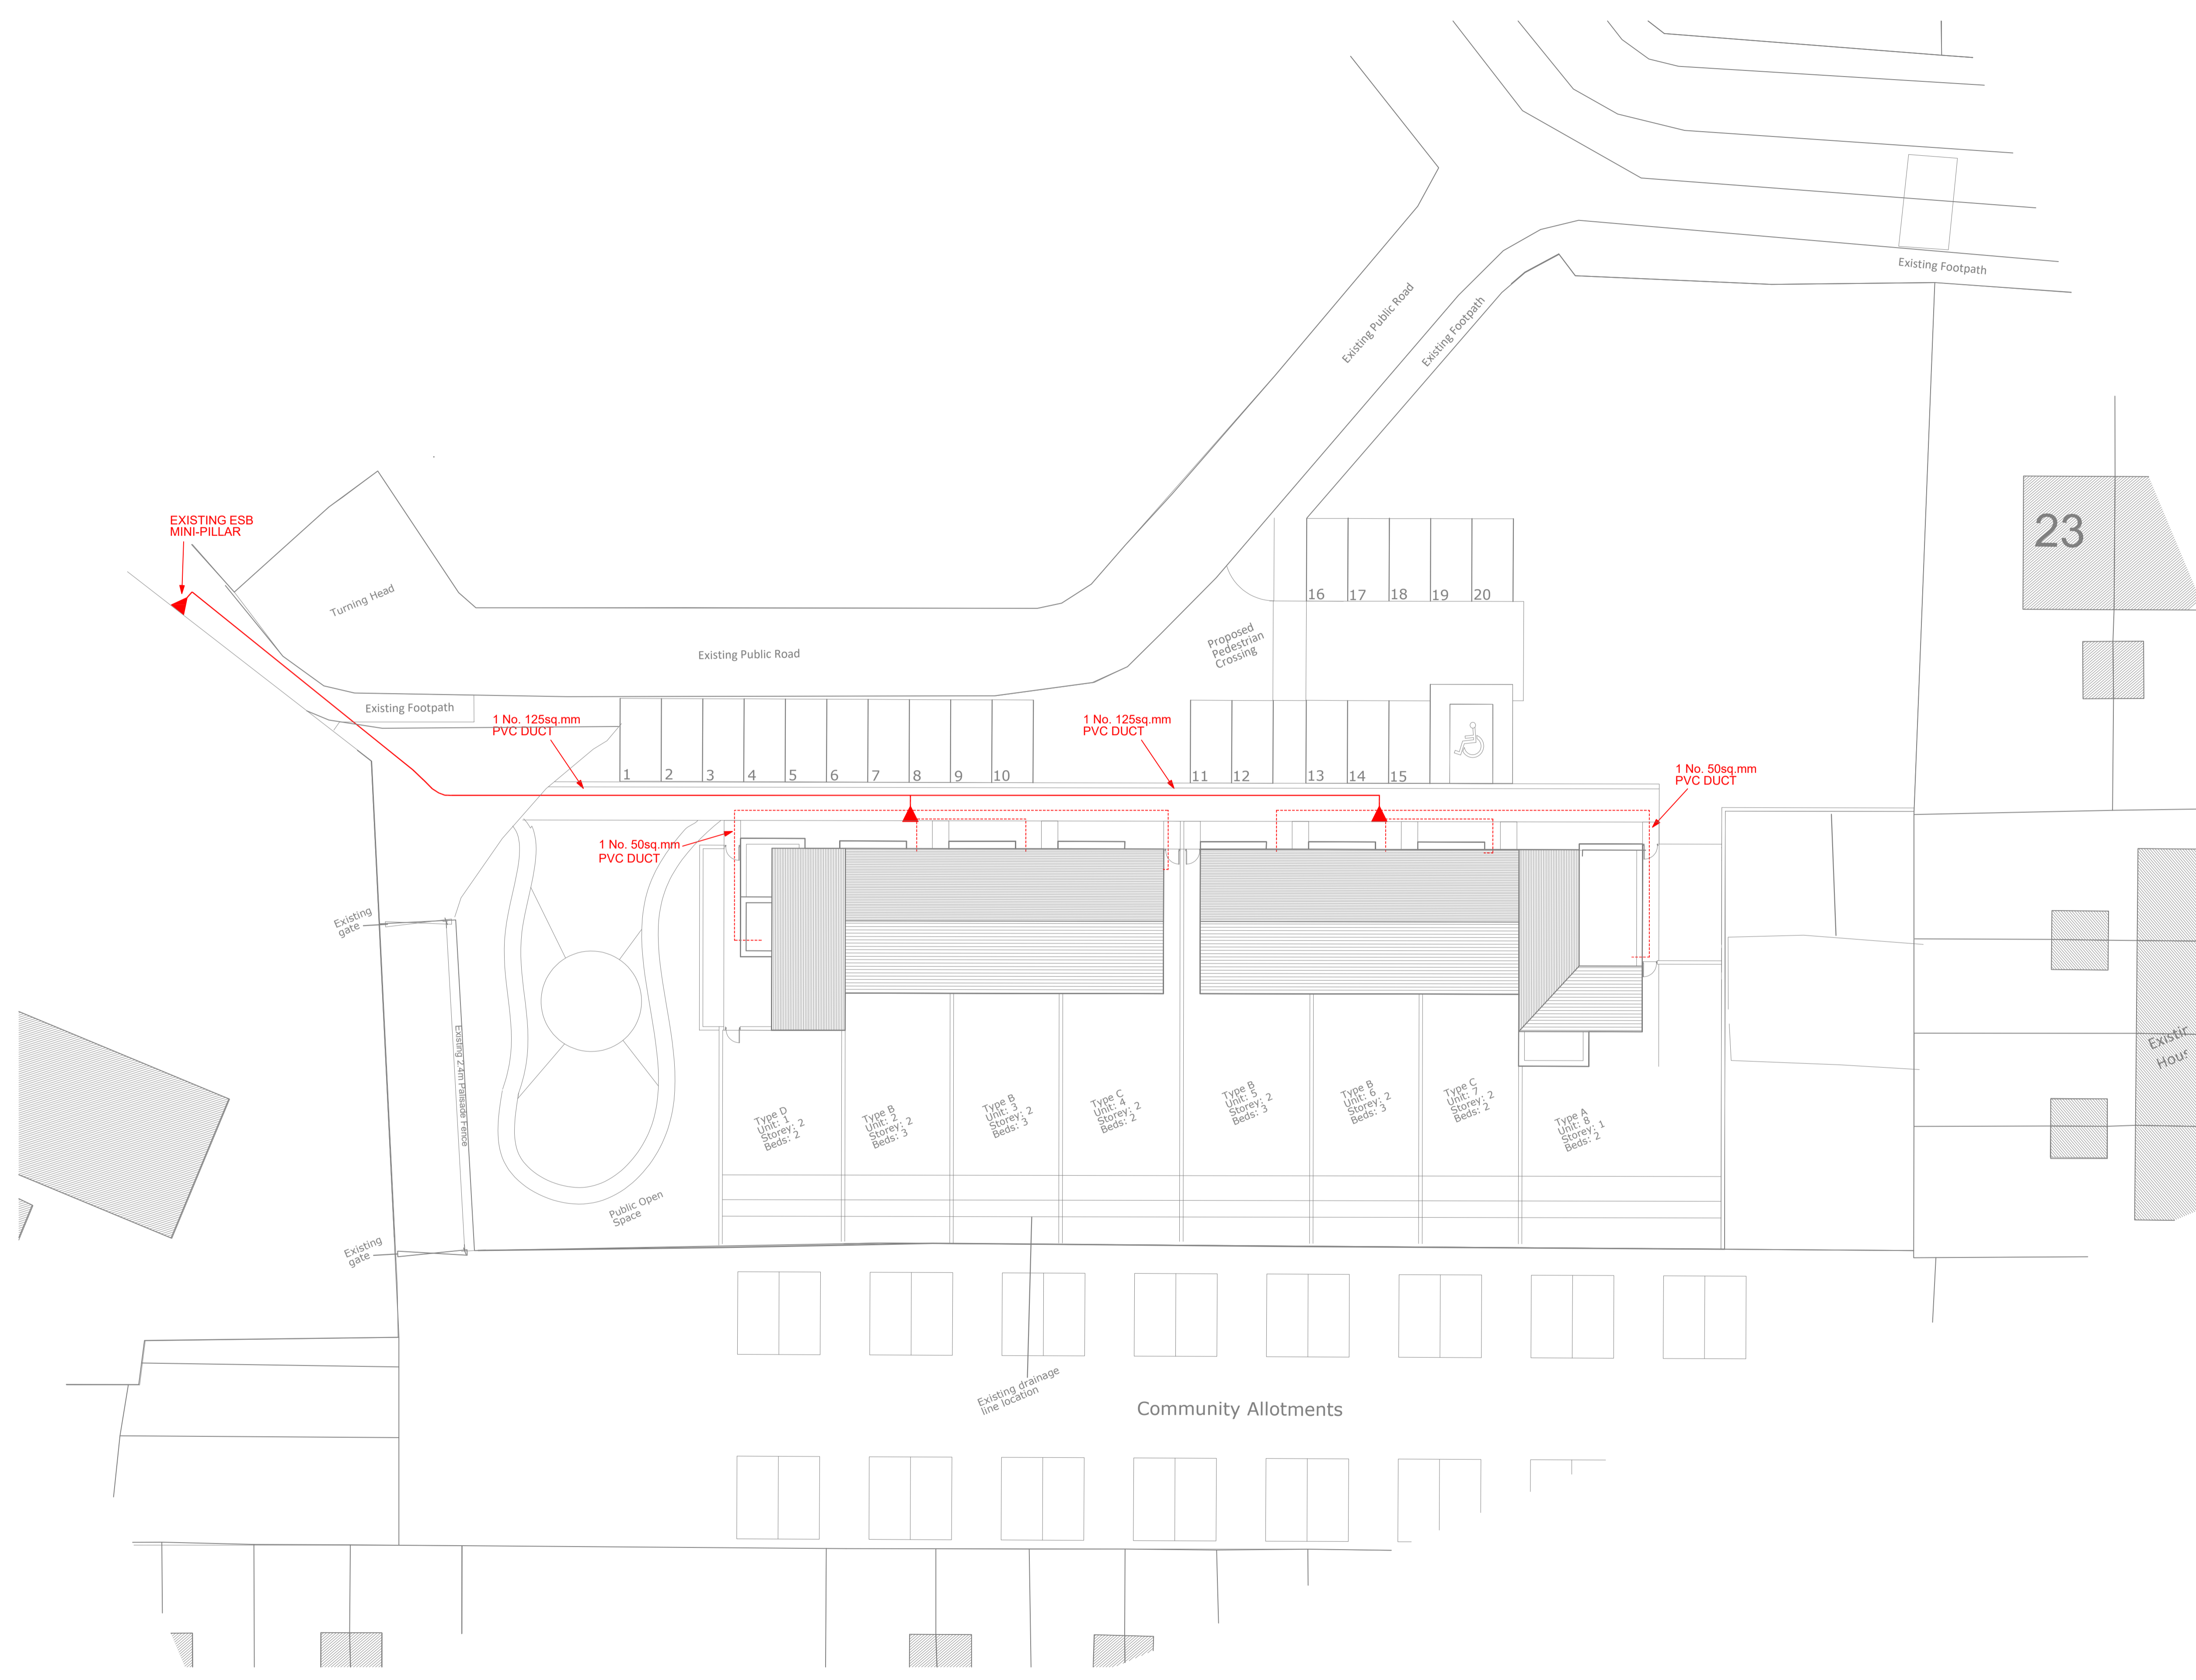 Existing Footpath
Existing Public Road
Existing Footpath
23
EXISTING ESB
MINI-PILLAR
Turning Head
16 17 18 19 20
Proposed
Pedestrian
Crossing
Existing Public Road
Existing Footpath
1 No. 125sq.mm
PVC DUCT
1 No. 125sq.mm
PVC DUCT
1 2 3 4 5 6 7 8 9 10
11 12 13 14 15
1 No. 50sq.mm
PVC DUCT
1 No. 50sq.mm
PVC DUCT
Existing
gate
Existing 2.4m Palisade Fence
Type D
Unit: 1
Storey: 2
Beds: 2
Type B
Unit: 2
Storey: 2
Beds: 3
Type B
Unit: 3
Storey: 2
Beds: 3
Type C
Unit: 4
Storey: 2
Beds: 2
Type B
Unit: 5
Storey: 2
Beds: 3
Type B
Unit: 6
Storey: 2
Beds: 3
Type C
Unit: 7
Storey: 2
Beds: 2
Type A
Unit: 8
Storey: 1
Beds: 2
Public Open
Space
Existing
gate
Existing drainage
line location
Community Allotments